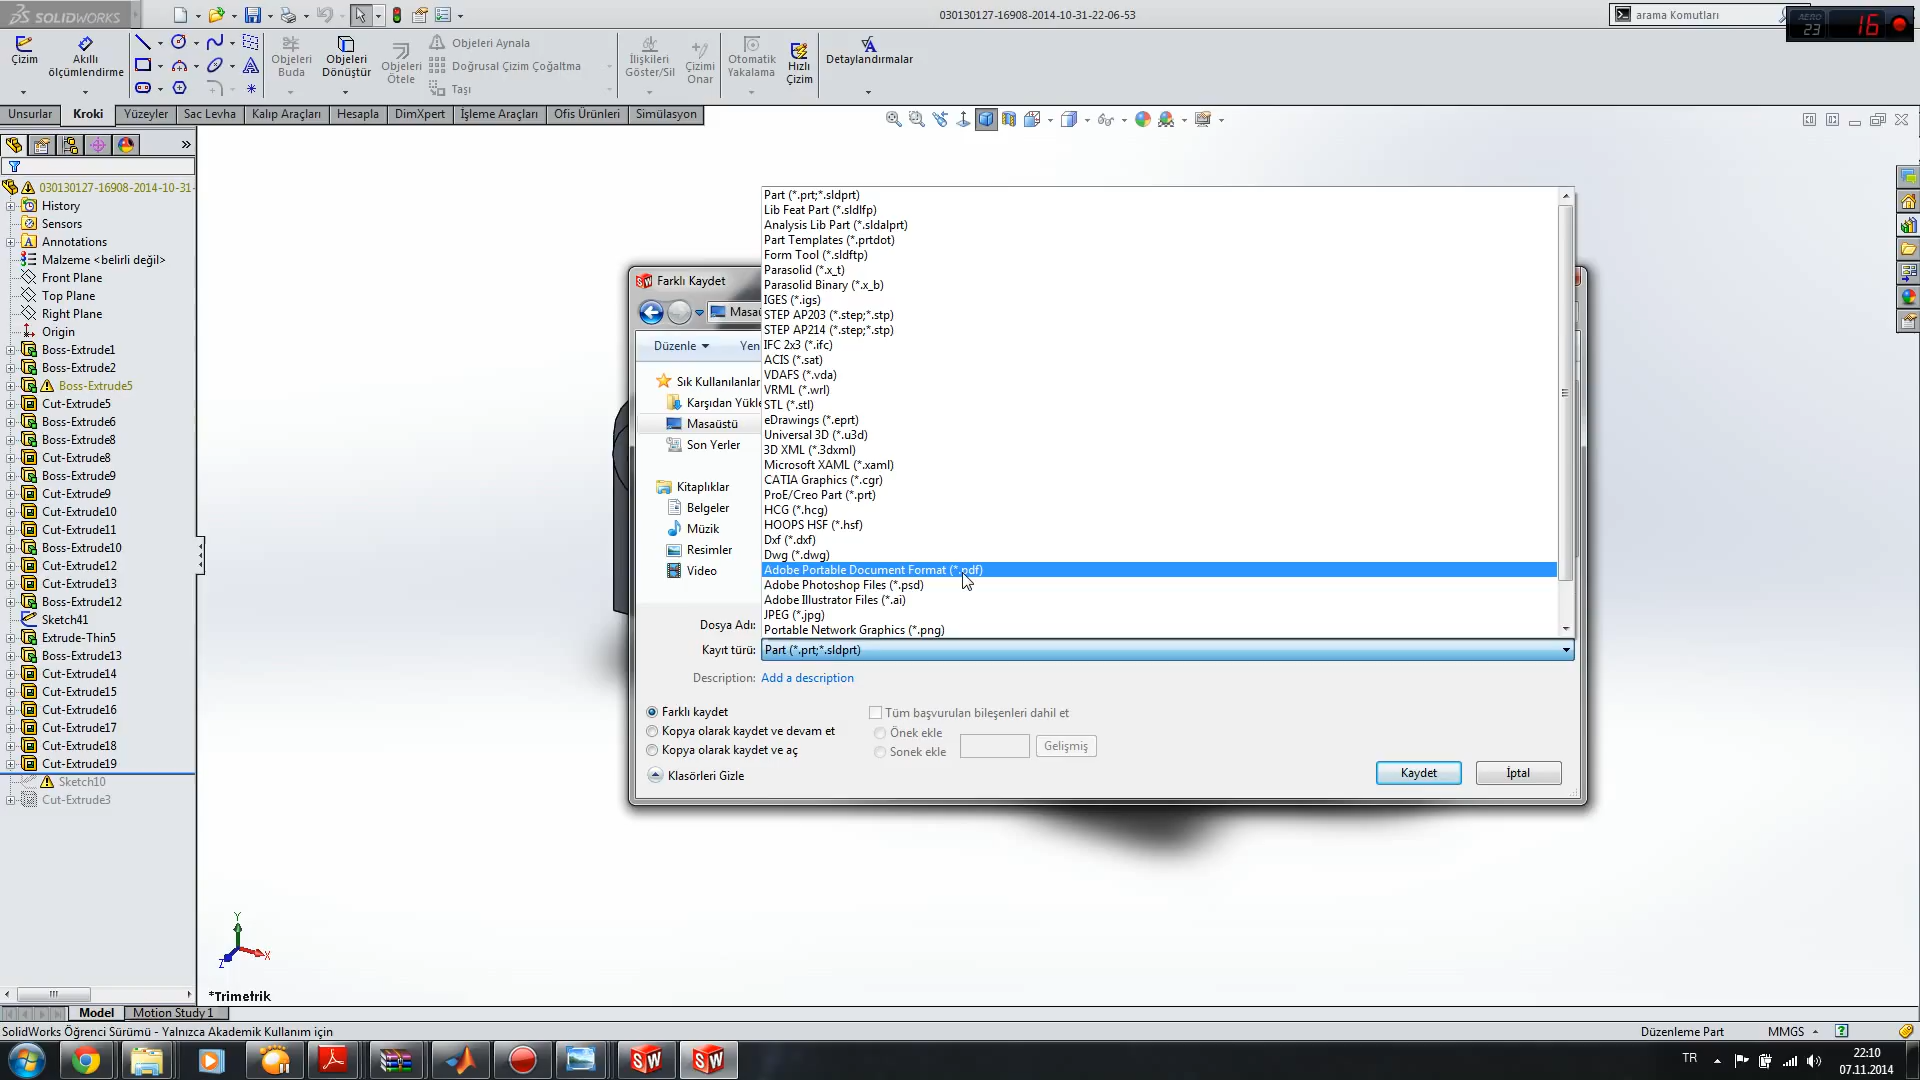 SOLIDWORKS
030130127-16908-2014-10-31-22-06-53
arama Komutları
AERO
23
16
Çizim
Akıllı ölçümlendirme
Objeleri Buda
Objeleri Dönüştür
Objeleri Ötele
Objeleri Aynala
Doğrusal Çizim Çoğaltma
Taşı
İlişkileri Göster/Sil
Çizimi Onar
Otomatik Yakalama
Hızlı Çizim
Detaylandırmalar
Unsurlar Kroki Yüzeyler Sac Levha Kalıp Araçları Hesapla DimXpert İşleme Araçları Ofis Ürünleri Simülasyon
030130127-16908-2014-10-31-
History
Sensors
Annotations
Malzeme <belirli değil>
Front Plane
Top Plane
Right Plane
Origin
Boss-Extrude1
Boss-Extrude2
Boss-Extrude5
Cut-Extrude5
Boss-Extrude6
Boss-Extrude8
Cut-Extrude8
Boss-Extrude9
Cut-Extrude9
Cut-Extrude10
Cut-Extrude11
Boss-Extrude10
Cut-Extrude12
Cut-Extrude13
Boss-Extrude12
Sketch41
Extrude-Thin5
Boss-Extrude13
Cut-Extrude14
Cut-Extrude15
Cut-Extrude16
Cut-Extrude17
Cut-Extrude18
Cut-Extrude19
Sketch10
Cut-Extrude3
Farklı Kaydet
Masaü
Düzenle
Yen
Sık Kullanılanlar
Karşıdan Yükle
Masaüstü
Son Yerler
Kitaplıklar
Belgeler
Müzik
Resimler
Video
Part (*.prt;*.sldprt)
Lib Feat Part (*.sldlfp)
Analysis Lib Part (*.sldalprt)
Part Templates (*.prtdot)
Form Tool (*.sldftp)
Parasolid (*.x_t)
Parasolid Binary (*.x_b)
IGES (*.igs)
STEP AP203 (*.step;*.stp)
STEP AP214 (*.step;*.stp)
IFC 2x3 (*.ifc)
ACIS (*.sat)
VDAFS (*.vda)
VRML (*.wrl)
STL (*.stl)
eDrawings (*.eprt)
Universal 3D (*.u3d)
3D XML (*.3dxml)
Microsoft XAML (*.xaml)
CATIA Graphics (*.cgr)
ProE/Creo Part (*.prt)
HCG (*.hcg)
HOOPS HSF (*.hsf)
Dxf (*.dxf)
Dwg (*.dwg)
Adobe Portable Document Format (*.pdf)
Adobe Photoshop Files (*.psd)
Adobe Illustrator Files (*.ai)
JPEG (*.jpg)
Portable Network Graphics (*.png)
Dosya Adı:
Kayıt türü: Part (*.prt;*.sldprt)
Description: Add a description
Farklı kaydet
Kopya olarak kaydet ve devam et
Kopya olarak kaydet ve aç
Tüm başvurulan bileşenleri dahil et
Önek ekle
Sonek ekle
Gelişmiş
Klasörleri Gizle
Kaydet
İptal
Y
X
Z
*Trimetrik
Model Motion Study 1
SolidWorks Öğrenci Sürümü - Yalnızca Akademik Kullanım için
Düzenleme Part
MMGS
TR
22:10
07.11.2014